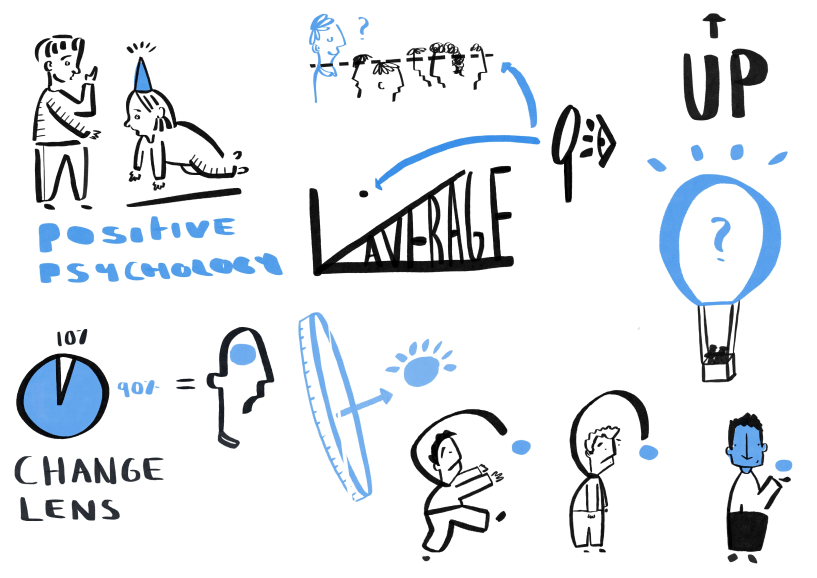 ?
UP
POSITIVE
PSYCHOLOGY
AVERAGE
?
10%
90%
=
CHANGE
LENS